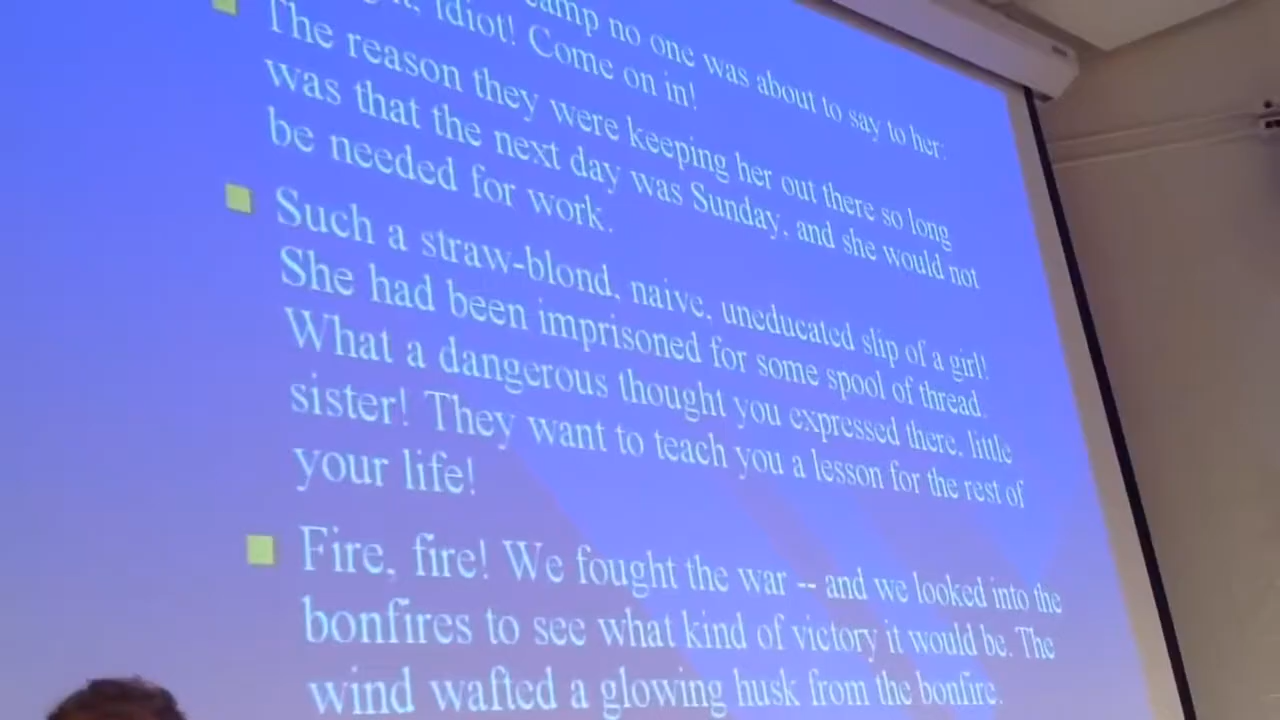 camp no one was about to say to her:
Idiot! Come on in!
The reason they were keeping her out there so long
was that the next day was Sunday, and she would not
be needed for work.
Such a straw-blond, naive, uneducated slip of a girl!
She had been imprisoned for some spool of thread.
What a dangerous thought you expressed there, little
sister! They want to teach you a lesson for the rest of
your life!
Fire, fire! We fought the war -- and we looked into the
bonfires to see what kind of victory it would be. The
wind wafted a glowing husk from the bonfire.